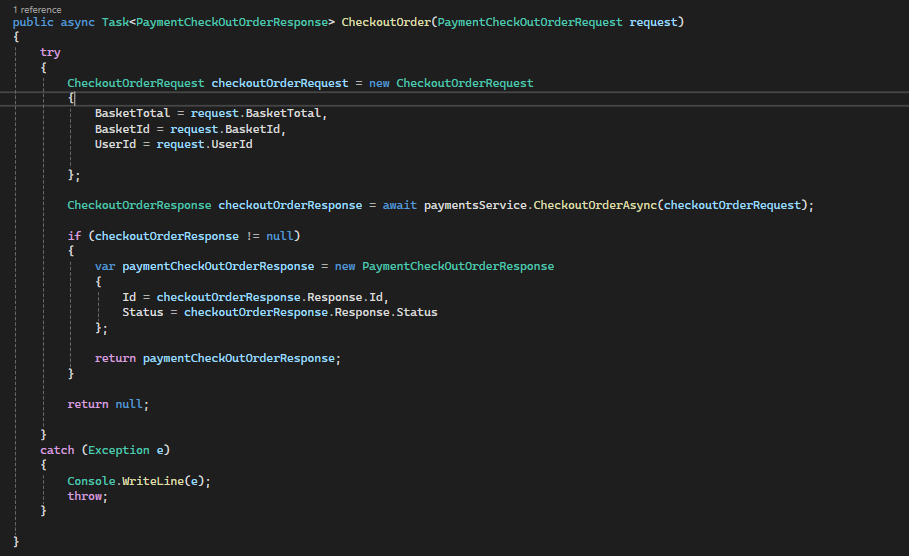 1 reference
public async Task<PaymentCheckOutOrderResponse> CheckoutOrder(PaymentCheckOutOrderRequest request)
{
try
{
CheckoutOrderRequest checkoutOrderRequest = new CheckoutOrderRequest
{
BasketTotal = request.BasketTotal,
BasketId = request.BasketId,
UserId = request.UserId
};
CheckoutOrderResponse checkoutOrderResponse = await paymentsService.CheckoutOrderAsync(checkoutOrderRequest);
if (checkoutOrderResponse != null)
{
var paymentCheckOutOrderResponse = new PaymentCheckOutOrderResponse
{
Id = checkoutOrderResponse.Response.Id,
Status = checkoutOrderResponse.Response.Status
};
return paymentCheckOutOrderResponse;
}
return null;
}
catch (Exception e)
{
Console.WriteLine(e);
throw;
}
}